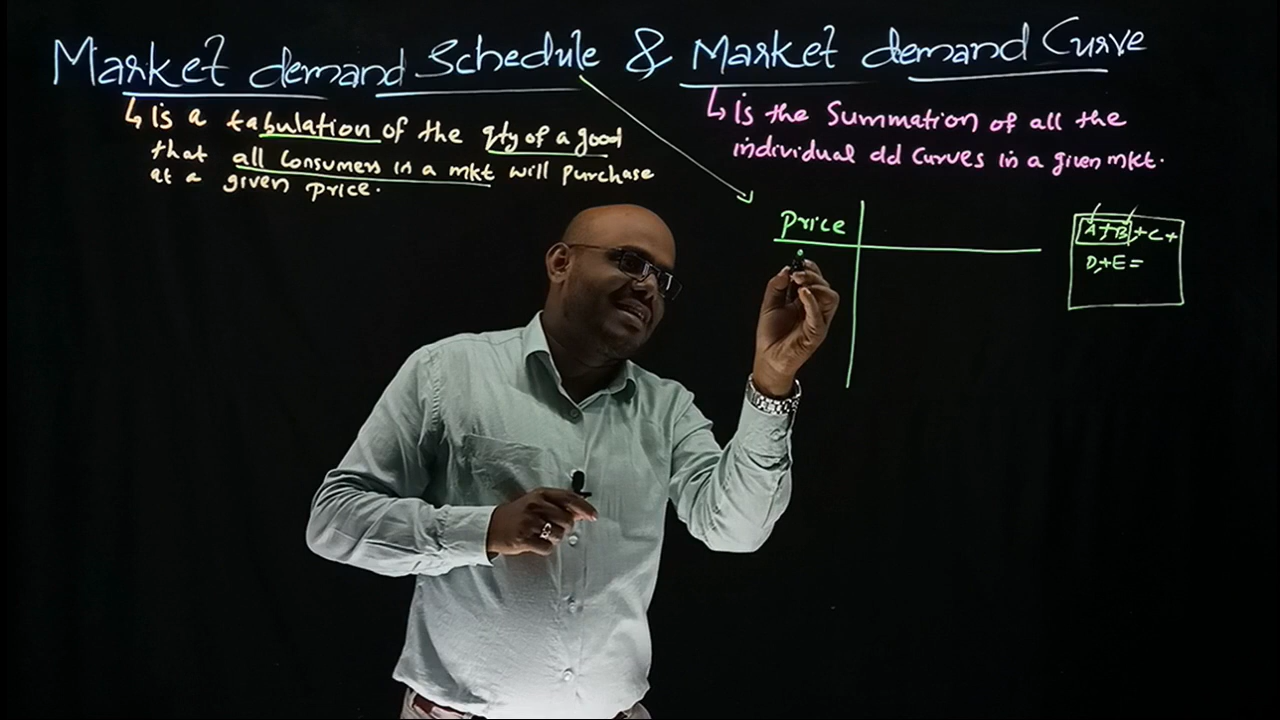 Market demand Schedule & Market demand Curve
↳ is a tabulation of the qty of a good
that all Consumers in a mkt will purchase
at a given price.
↳ is the Summation of all the
individual dd Curves in a given mkt.
Price
A+B+C+
D+E=